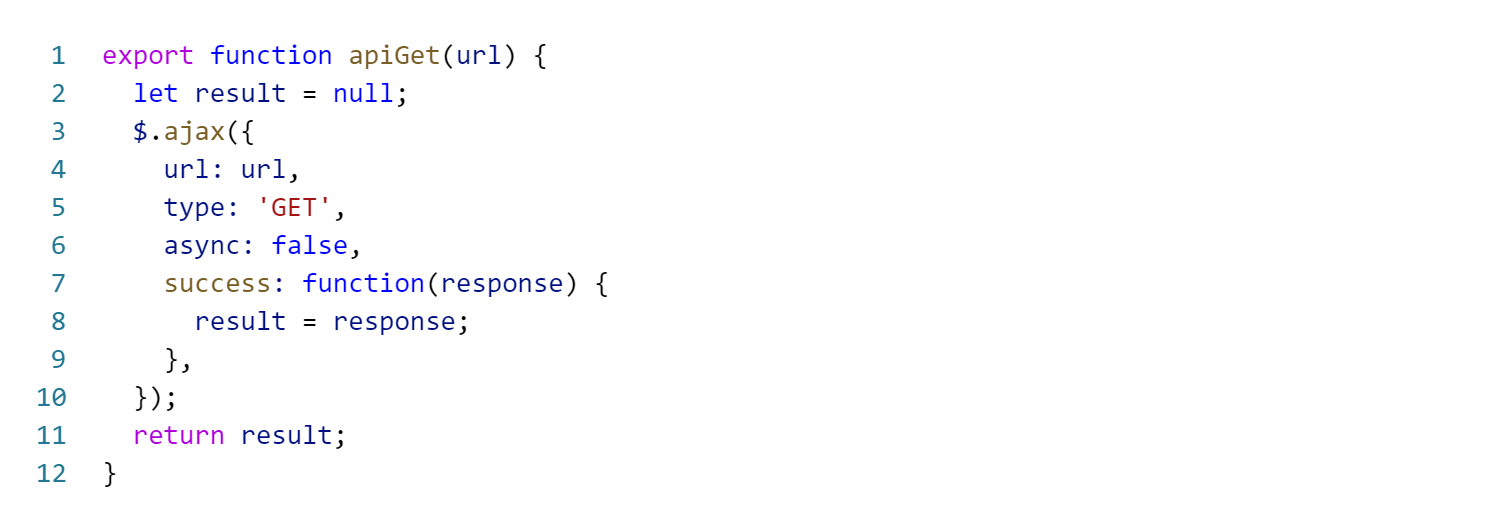 1 export function apiGet(url) {
2   let result = null;
3   $.ajax({
4     url: url,
5     type: 'GET',
6     async: false,
7     success: function(response) {
8       result = response;
9     },
10   });
11   return result;
12 }